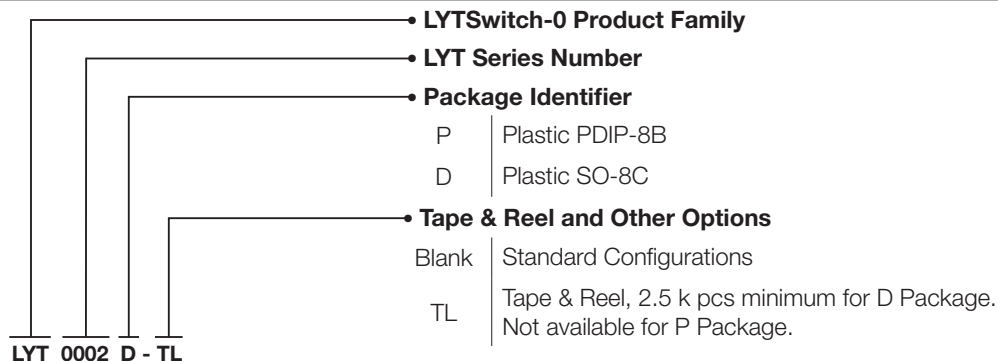 LYTSwitch-0 Product Family
LYT Series Number
Package Identifier
P Plastic PDIP-8B
D Plastic SO-8C
Tape & Reel and Other Options
Blank Standard Configurations
TL Tape & Reel, 2.5 k pcs minimum for D Package.
Not available for P Package.
LYT 0002 D - TL